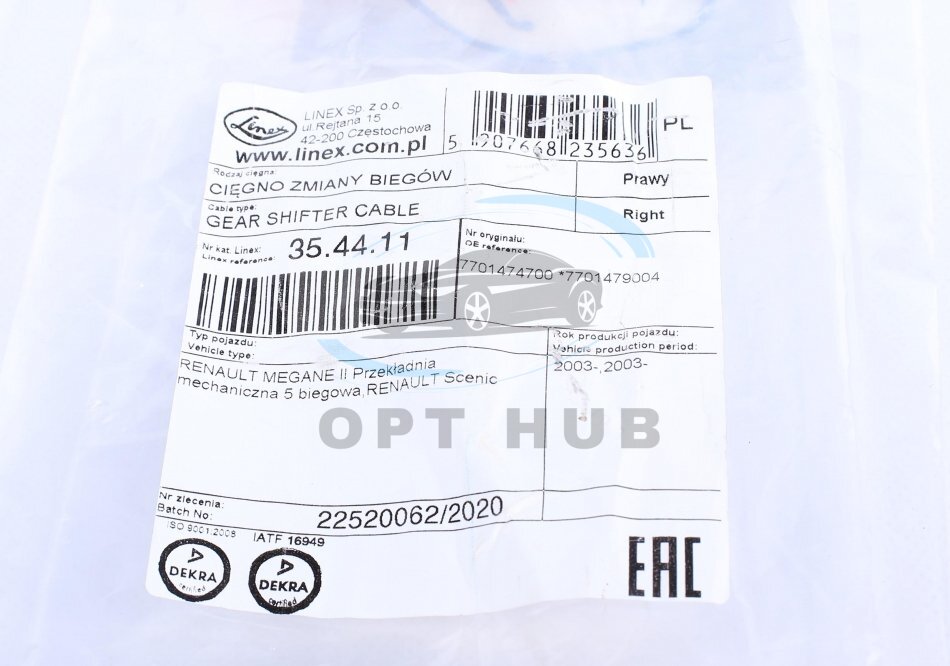 Linex
LINEX Sp. z o.o.
ul. Rejtana 15
42-200 Częstochowa
www.linex.com.pl
5 907668 235636
PL
Rodzaj cięgna:
CIĘGNO ZMIANY BIEGÓW
Prawy
Cable type:
GEAR SHIFTER CABLE
Right
Nr kat. Linex:
Linex reference:
35.44.11
Nr oryginału:
OE reference:
7701474700 *7701479004
Typ pojazdu:
Vehicle type:
Rok produkcji pojazdu:
Vehicle production period:
RENAULT MEGANE II Przekładnia
mechaniczna 5 biegowa,RENAULT Scenic
2003-,2003-
OPT HUB
Nr zlecenia:
Batch No:
22520062/2020
ISO 9001:2008
IATF 16949
DEKRA
certified
DEKRA
certified
EAC